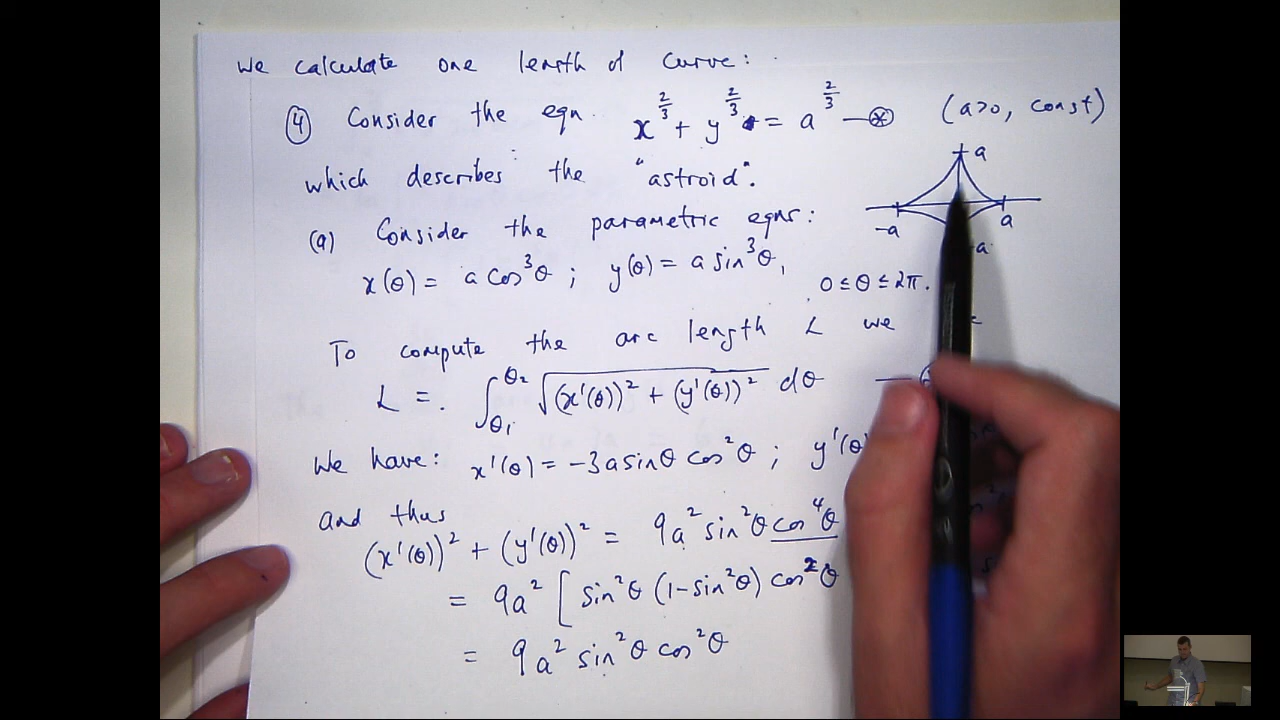 We calculate one length of curve:
④ Consider the eqn. x^{2/3} + y^{2/3} = a^{2/3} —⊛ (a>0, const)
which describes the "astroid".
a
-a
a
a
(a) Consider the parametric eqns:
x(θ) = a cos³θ ; y(θ) = a sin³θ,
0 ≤ θ ≤ 2π.
To compute the arc length L we
L = ∫_{θ₁}^{θ₂} √((x'(θ))² + (y'(θ))²) dθ
We have: x'(θ) = -3a sinθ cos²θ ; y'(θ)
and thus
(x'(θ))² + (y'(θ))² = 9a² sin²θ cos⁴θ
= 9a² [ sin²θ (1-sin²θ) cos²θ
= 9a² sin²θ cos²θ